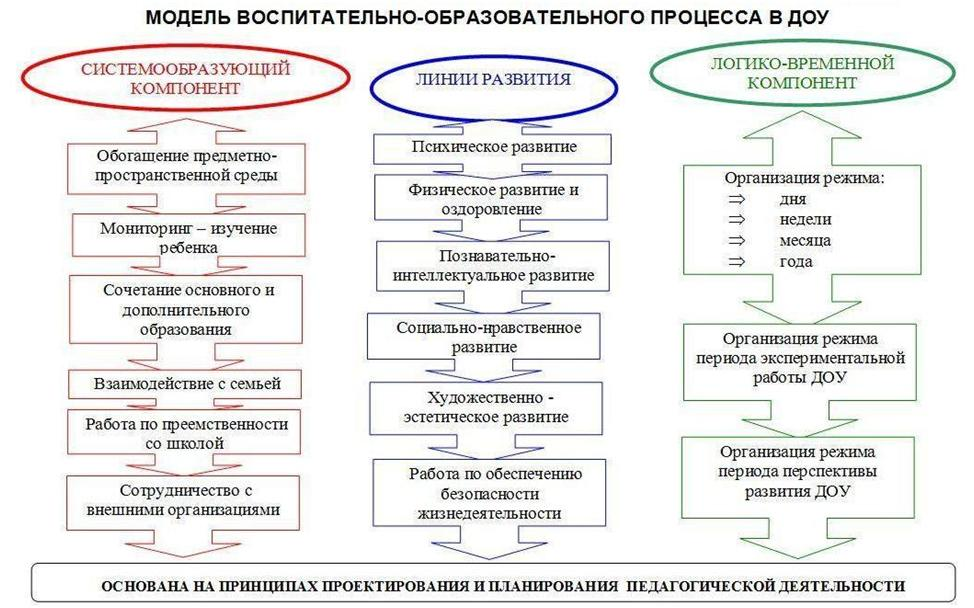 МОДЕЛЬ ВОСПИТАТЕЛЬНО-ОБРАЗОВАТЕЛЬНОГО ПРОЦЕССА В ДОУ
СИСТЕМООБРАЗУЮЩИЙ
КОМПОНЕНТ
Обогащение предметно-
пространственной среды
Мониторинг – изучение
ребенка
Сочетание основного и
дополнительного
образования
Взаимодействие с семьей
Работа по преемственности
со школой
Сотрудничество с
внешними организациями
ЛИНИИ РАЗВИТИЯ
Психическое развитие
Физическое развитие и
оздоровление
Познавательно-
интеллектуальное развитие
Социально-нравственное
развитие
Художественно -
эстетическое развитие
Работа по обеспечению
безопасности
жизнедеятельности
ЛОГИКО-ВРЕМЕННОЙ
КОМПОНЕНТ
Организация режима:
⇒ дня
⇒ недели
⇒ месяца
⇒ года
Организация режима
периода экспериментальной
работы ДОУ
Организация режима
периода перспективы
развития ДОУ
ОСНОВАНА НА ПРИНЦИПАХ ПРОЕКТИРОВАНИЯ И ПЛАНИРОВАНИЯ ПЕДАГОГИЧЕСКОЙ ДЕЯТЕЛЬНОСТИ